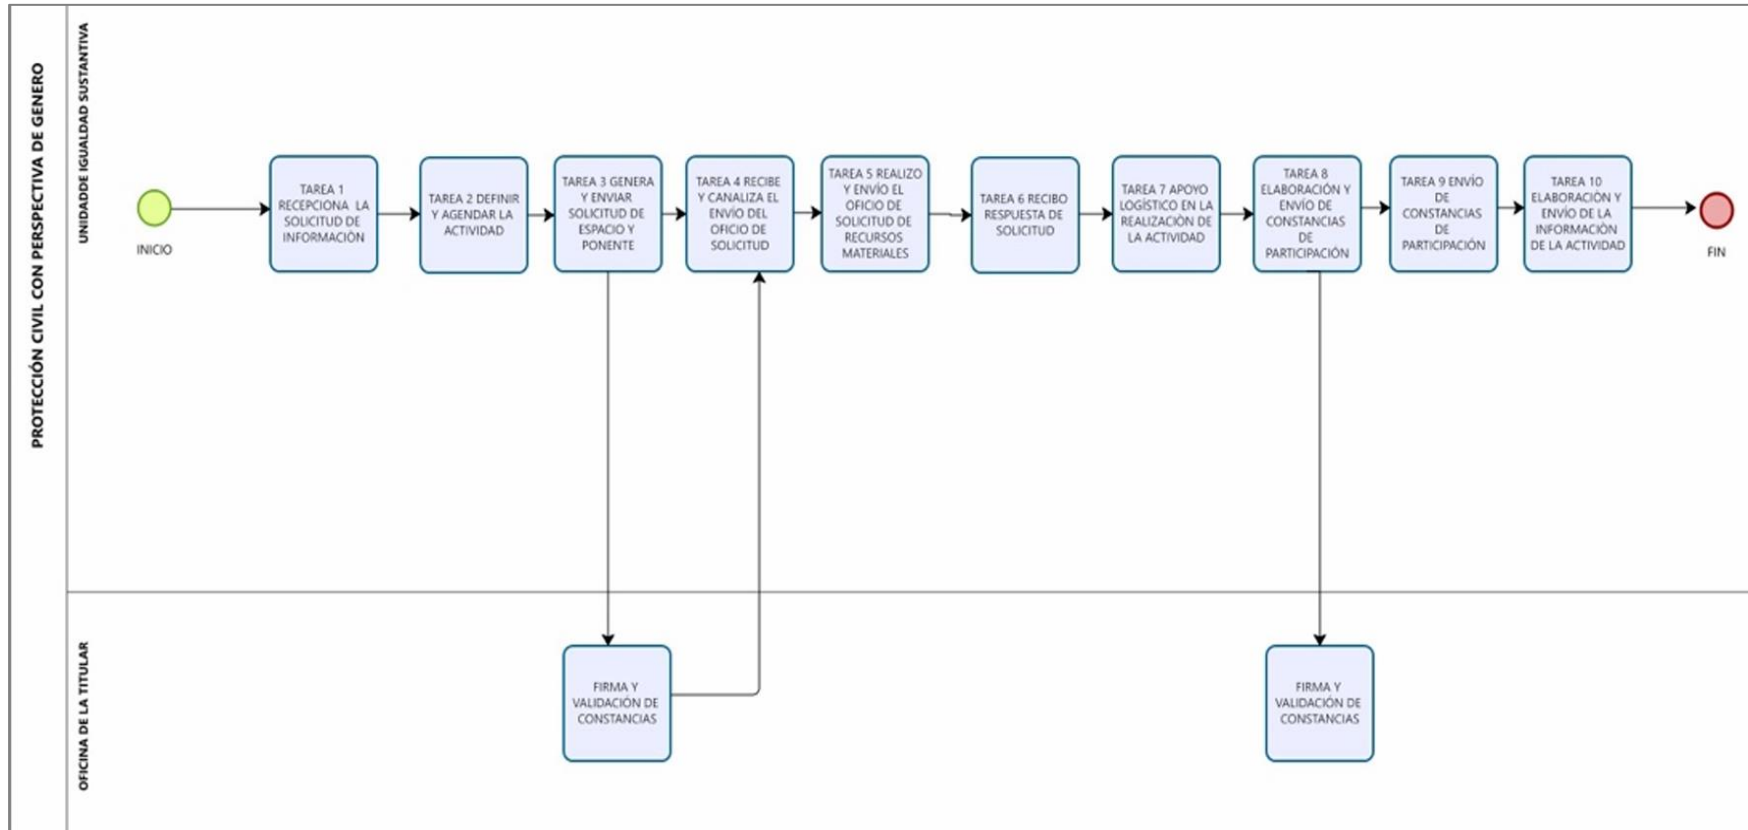 PROTECCIÓN CIVIL CON PERSPECTIVA DE GENERO
UNIDADDE IGUALDAD SUSTANTIVA
INICIO
TAREA 1
RECEPCIONA LA
SOLICITUD DE
INFORMACIÓN
TAREA 2 DEFINIR
Y AGENDAR LA
ACTIVIDAD
TAREA 3 GENERA
Y ENVIAR
SOLICITUD DE
ESPACIO Y
PONENTE
TAREA 4 RECIBE
Y CANALIZA EL
ENVÍO DEL
OFICIO DE
SOLICITUD
TAREA 5 REALIZO
Y ENVÍO EL
OFICIO DE
SOLICITUD DE
RECURSOS
MATERIALES
TAREA 6 RECIBO
RESPUESTA DE
SOLICITUD
TAREA 7 APOYO
LOGÍSTICO EN LA
REALIZACIÒN DE
LA ACTIVIDAD
TAREA 8
ELABORACIÓN Y
ENVÍO DE
CONSTANCIAS
DE
PARTICIPACIÓN
TAREA 9 ENVÍO
DE
CONSTANCIAS
DE
PARTICIPACIÓN
TAREA 10
ELABORACIÓN Y
ENVÍO DE LA
INFORMACIÓN
DE LA ACTIVIDAD
FIN
OFICINA DE LA TITULAR
FIRMA Y
VALIDACIÓN DE
CONSTANCIAS
FIRMA Y
VALIDACIÓN DE
CONSTANCIAS